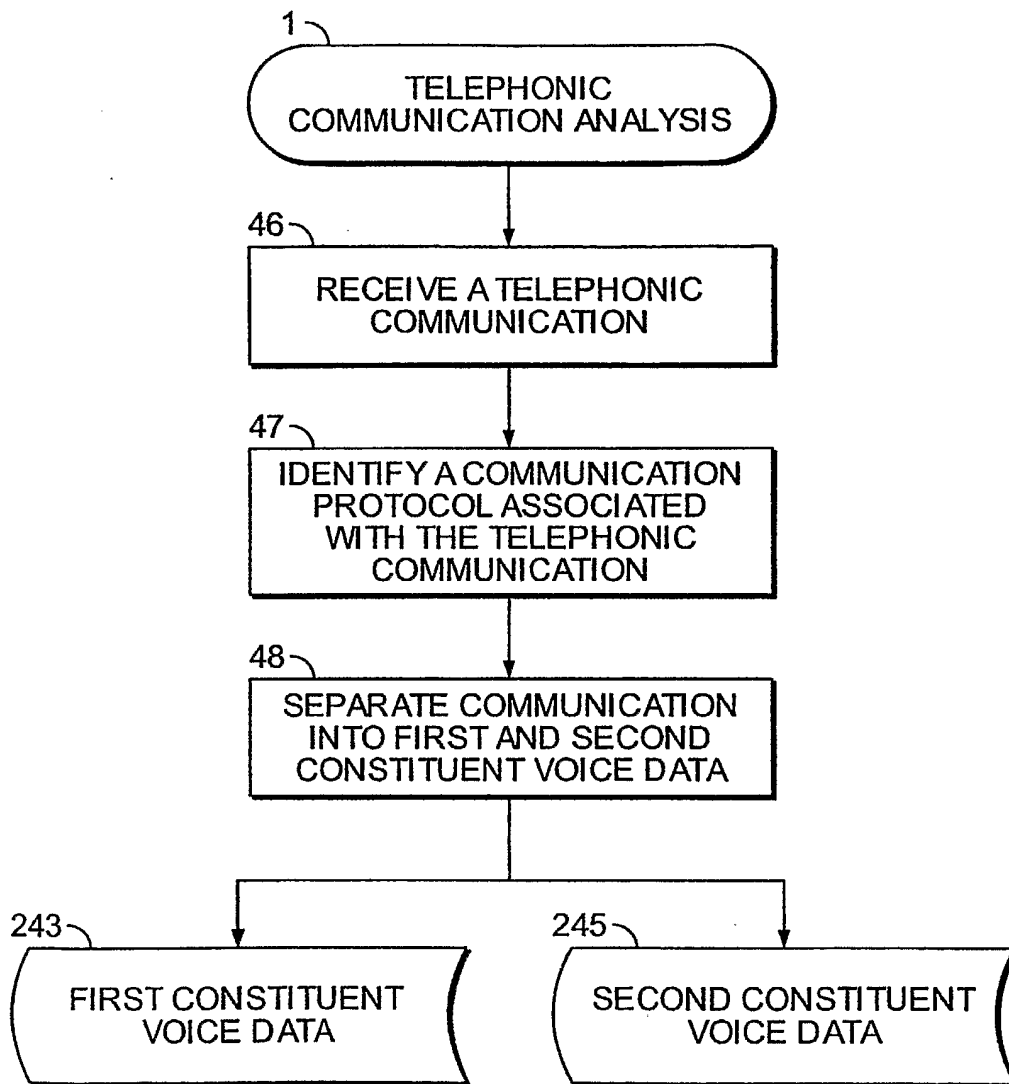 1
TELEPHONIC
COMMUNICATION ANALYSIS
46
RECEIVE A TELEPHONIC
COMMUNICATION
47
IDENTIFY A COMMUNICATION
PROTOCOL ASSOCIATED
WITH THE TELEPHONIC
COMMUNICATION
48
SEPARATE COMMUNICATION
INTO FIRST AND SECOND
CONSTITUENT VOICE DATA
243
FIRST CONSTITUENT
VOICE DATA
245
SECOND CONSTITUENT
VOICE DATA